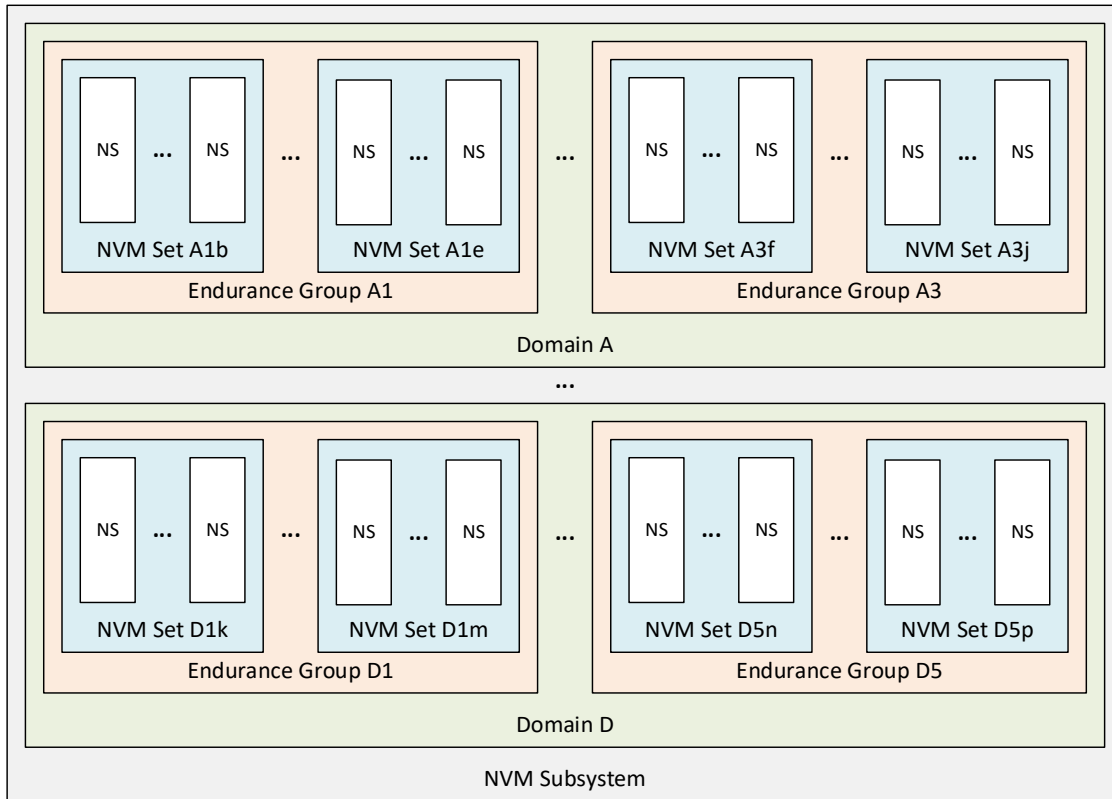 NS ... NS ... NS ... NS ... NS ... NS ... NS ... NS
NVM Set A1b NVM Set A1e NVM Set A3f NVM Set A3j
Endurance Group A1 Endurance Group A3
Domain A
...
NS ... NS ... NS ... NS ... NS ... NS ... NS ... NS
NVM Set D1k NVM Set D1m NVM Set D5n NVM Set D5p
Endurance Group D1 Endurance Group D5
Domain D
NVM Subsystem